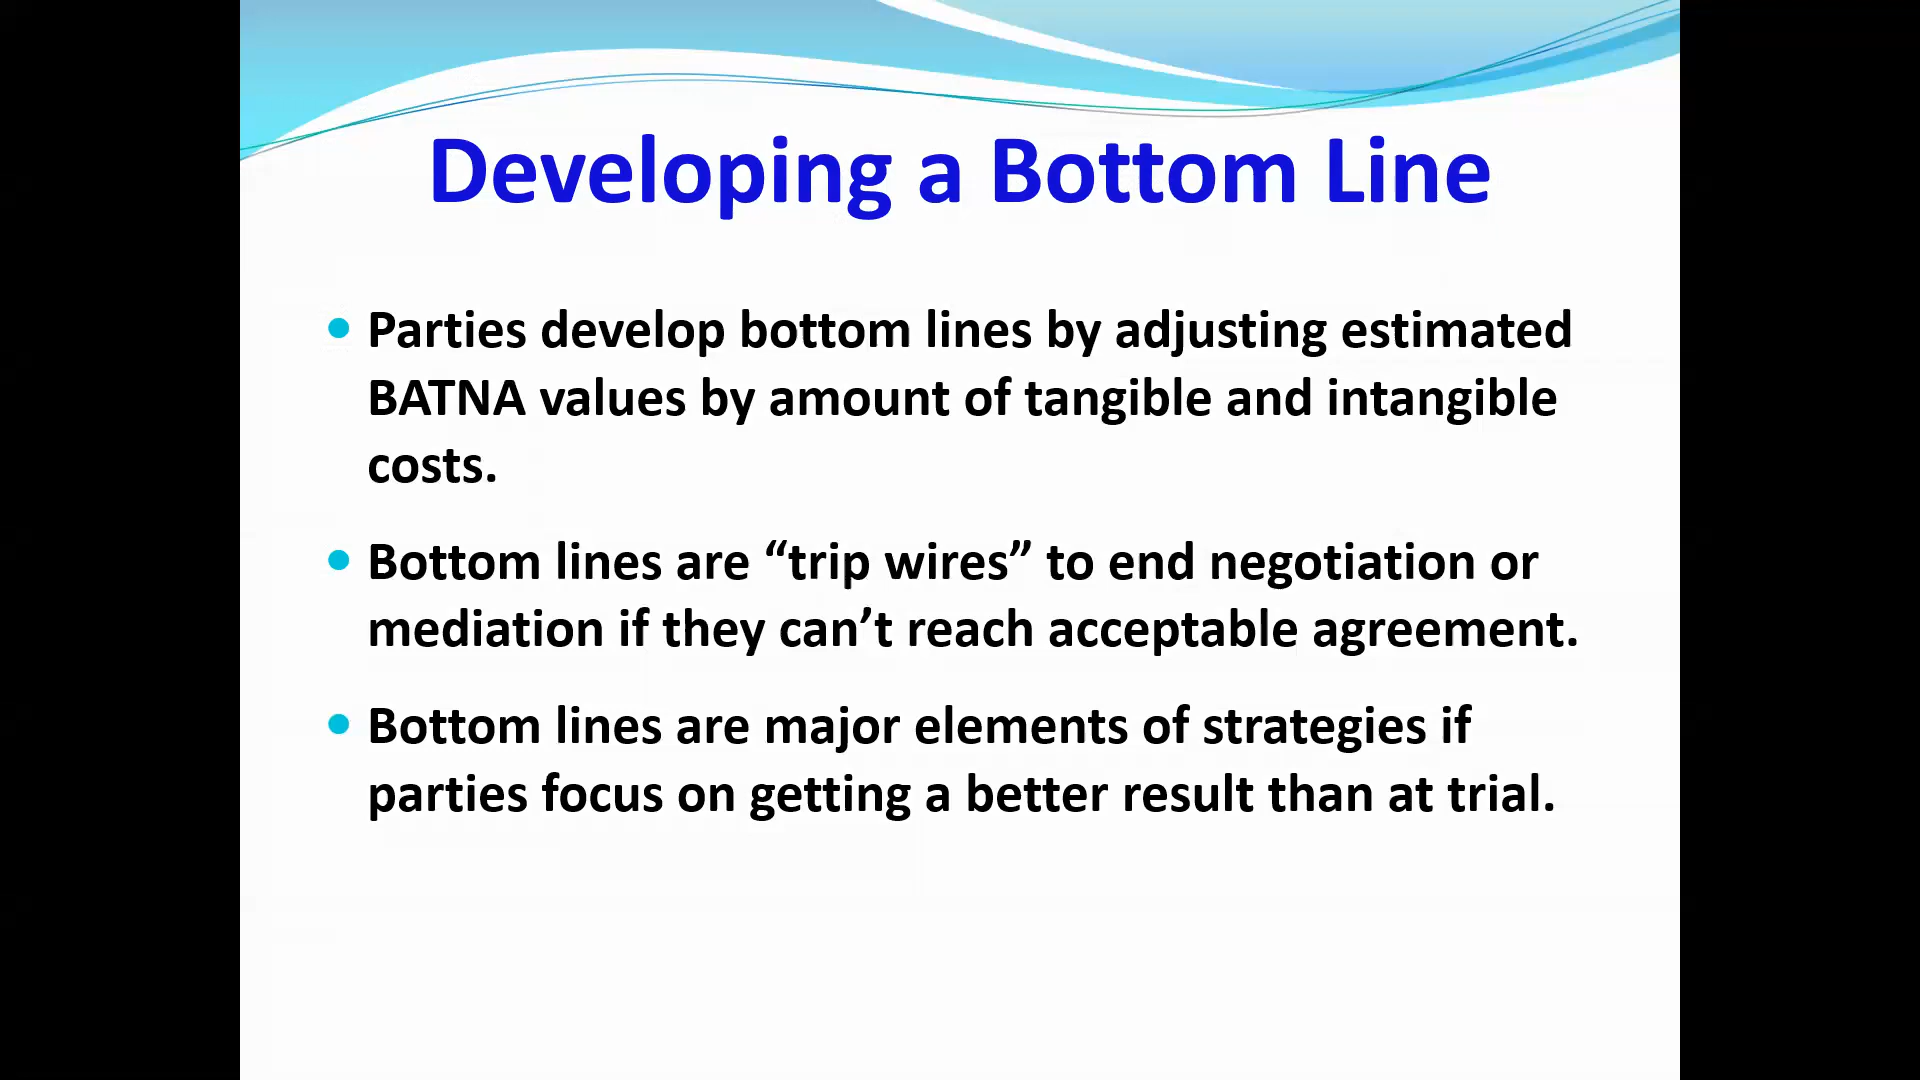 Developing a Bottom Line
• Parties develop bottom lines by adjusting estimated
BATNA values by amount of tangible and intangible
costs.
• Bottom lines are “trip wires” to end negotiation or
mediation if they can’t reach acceptable agreement.
• Bottom lines are major elements of strategies if
parties focus on getting a better result than at trial.